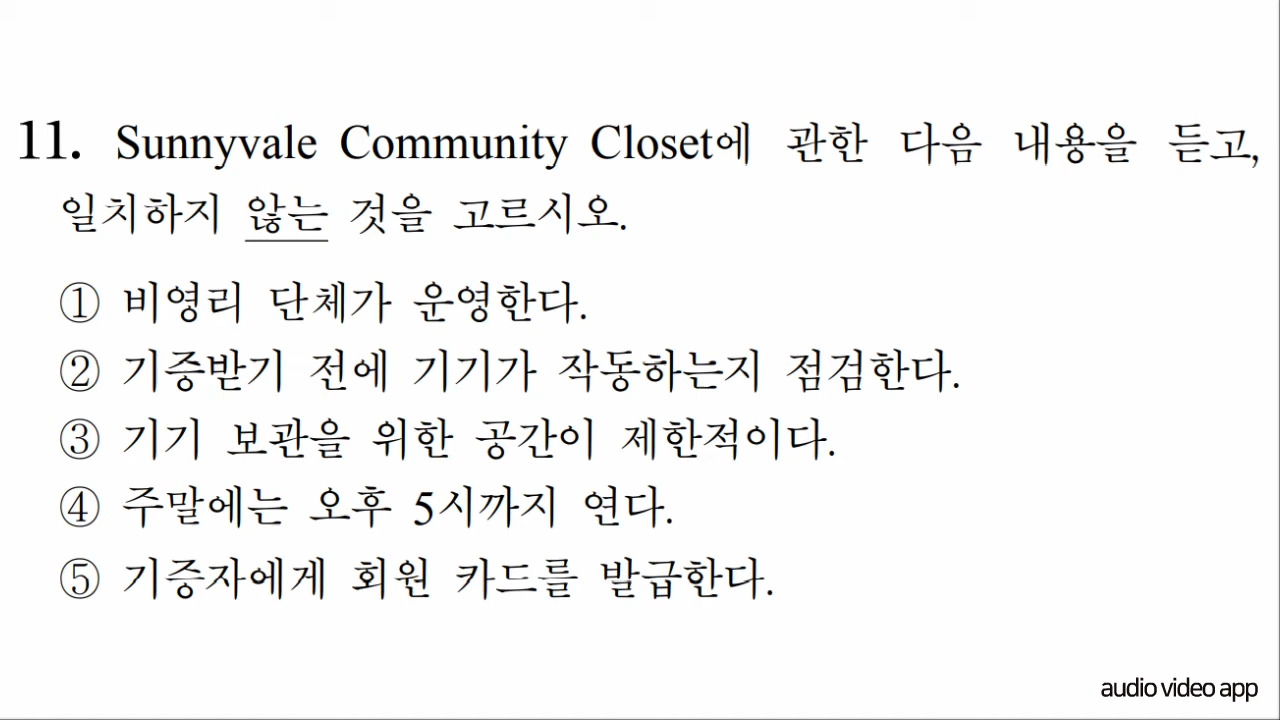 11. Sunnyvale Community Closet에 관한 다음 내용을 듣고,
일치하지 않는 것을 고르시오.
① 비영리 단체가 운영한다.
② 기증받기 전에 기기가 작동하는지 점검한다.
③ 기기 보관을 위한 공간이 제한적이다.
④ 주말에는 오후 5시까지 연다.
⑤ 기증자에게 회원 카드를 발급한다.
audio video app